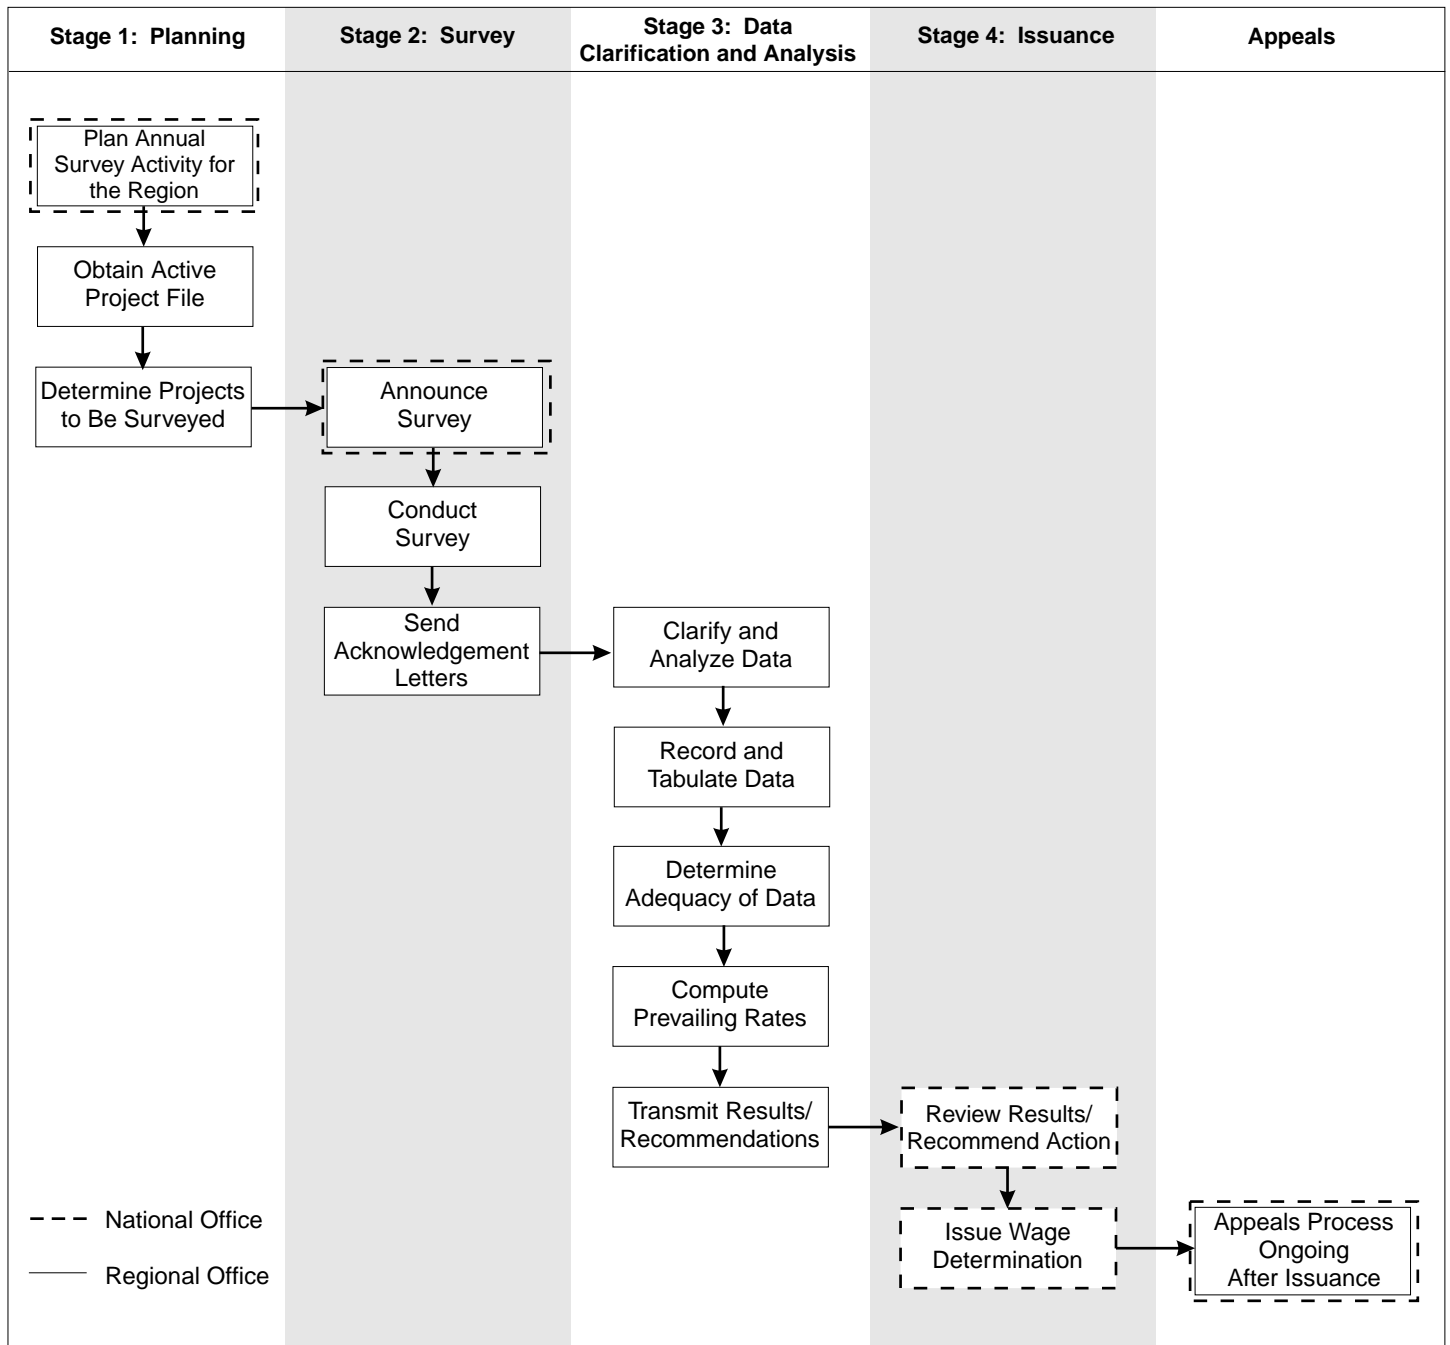 Stage 1: Planning
Stage 2: Survey
Stage 3: Data
Clarification and Analysis
Stage 4: Issuance
Appeals
Plan Annual
Survey Activity for
the Region
Obtain Active
Project File
Determine Projects
to Be Surveyed
Announce
Survey
Conduct
Survey
Send
Acknowledgement
Letters
Clarify and
Analyze Data
Record and
Tabulate Data
Determine
Adequacy of Data
Compute
Prevailing Rates
Transmit Results/
Recommendations
Review Results/
Recommend Action
Issue Wage
Determination
Appeals Process
Ongoing
After Issuance
National Office
Regional Office